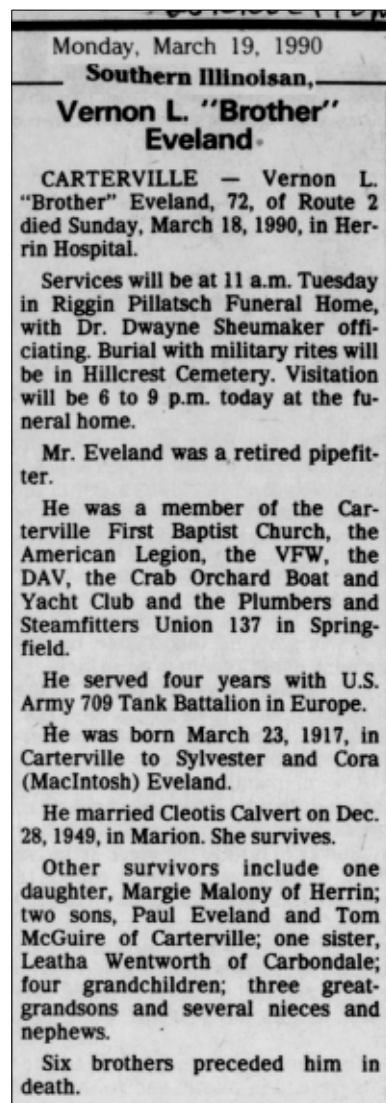 Monday, March 19, 1990
Southern Illinoisan,
Vernon L. "Brother"
Eveland
CARTERVILLE — Vernon L.
"Brother" Eveland, 72, of Route 2
died Sunday, March 18, 1990, in Her-
rin Hospital.
Services will be at 11 a.m. Tuesday
in Riggin Pillatsch Funeral Home,
with Dr. Dwayne Sheumaker offi-
ciating. Burial with military rites will
be in Hillcrest Cemetery. Visitation
will be 6 to 9 p.m. today at the fu-
neral home.
Mr. Eveland was a retired pipefit-
ter.
He was a member of the Car-
terville First Baptist Church, the
American Legion, the VFW, the
DAV, the Crab Orchard Boat and
Yacht Club and the Plumbers and
Steamfitters Union 137 in Spring-
field.
He served four years with U.S.
Army 709 Tank Battalion in Europe.
He was born March 23, 1917, in
Carterville to Sylvester and Cora
(MacIntosh) Eveland.
He married Cleotis Calvert on Dec.
28, 1949, in Marion. She survives.
Other survivors include one
daughter, Margie Malony of Herrin;
two sons, Paul Eveland and Tom
McGuire of Carterville; one sister,
Leatha Wentworth of Carbondale;
four grandchildren; three great-
grandsons and several nieces and
nephews.
Six brothers preceded him in
death.